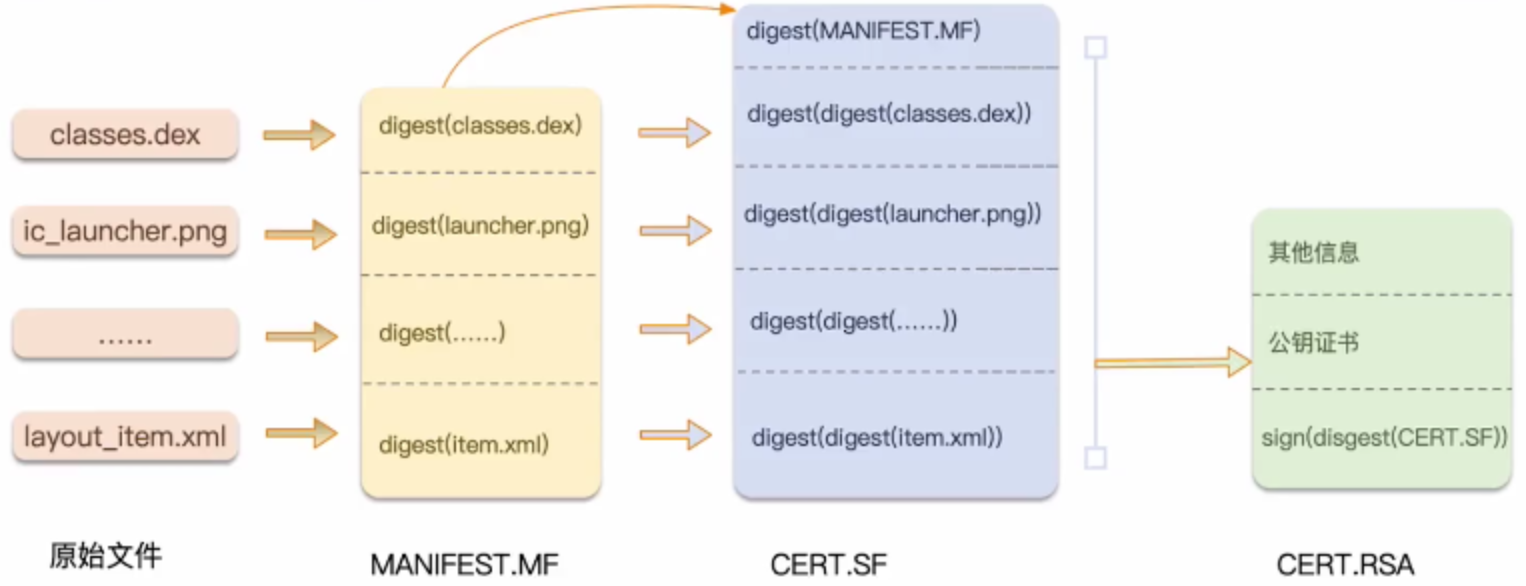 classes.dex
ic_launcher.png
……
layout_item.xml
原始文件
digest(classes.dex)
digest(launcher.png)
digest(……)
digest(item.xml)
MANIFEST.MF
digest(MANIFEST.MF)
digest(digest(classes.dex))
digest(digest(launcher.png))
digest(digest(……))
digest(digest(item.xml))
CERT.SF
其他信息
公钥证书
sign(disgest(CERT.SF))
CERT.RSA